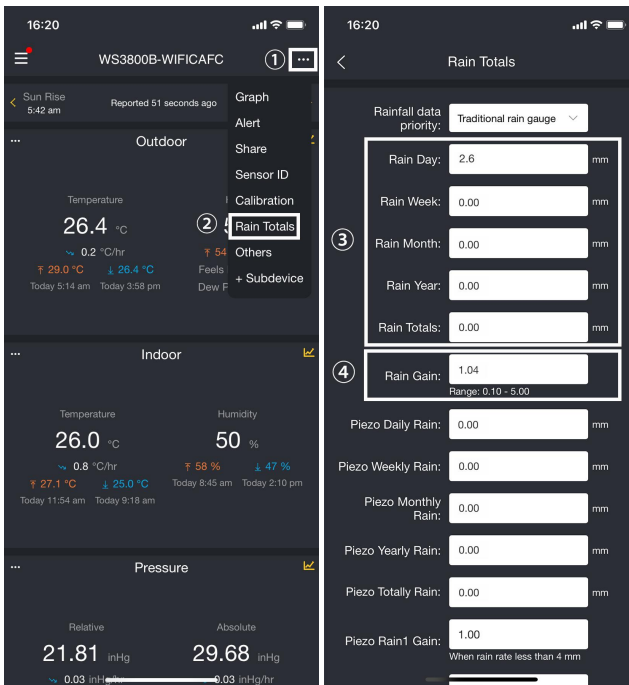 16:20
WS3800B-WIFICAFC
①
Sun Rise
5:42 am
Reported 51 seconds ago
Graph
Alert
Share
Sensor ID
Calibration
②
Rain Totals
Others
+ Subdevice
Outdoor
Temperature
26.4 °C
0.2 °C/hr
29.0 °C 26.4 °C
Today 5:14 am Today 3:58 pm
54
Feels
Dew
Indoor
Temperature
26.0 °C
0.8 °C/hr
27.1 °C 25.0 °C
Today 11:54 am Today 9:18 am
Humidity
50 %
58 % 47 %
Today 8:45 am Today 2:10 pm
Pressure
Relative
21.81 inHg
0.03 inHg/hr
Absolute
29.68 inHg
0.03 inHg/hr
16:20
Rain Totals
Rainfall data
priority:
Traditional rain gauge
③
Rain Day: 2.6 mm
Rain Week: 0.00 mm
Rain Month: 0.00 mm
Rain Year: 0.00 mm
Rain Totals: 0.00 mm
④
Rain Gain: 1.04
Range: 0.10 - 5.00
Piezo Daily Rain: 0.00 mm
Piezo Weekly Rain: 0.00 mm
Piezo Monthly
Rain: 0.00 mm
Piezo Yearly Rain: 0.00 mm
Piezo Totally Rain: 0.00 mm
Piezo Rain1 Gain: 1.00
When rain rate less than 4 mm